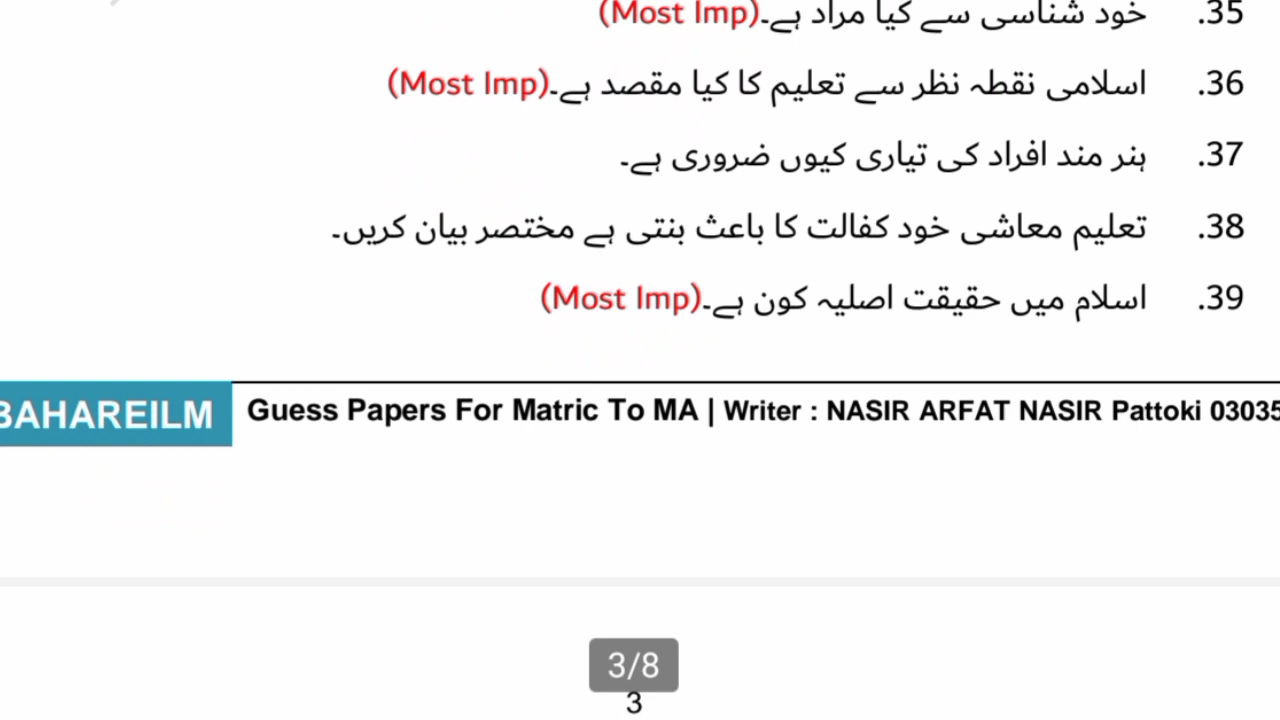 35. خود شناسی سے کیا مراد ہے۔(Most Imp)
36. اسلامی نقطہ نظر سے تعلیم کا کیا مقصد ہے۔(Most Imp)
37. ہنر مند افراد کی تیاری کیوں ضروری ہے۔
38. تعلیم معاشی خود کفالت کا باعث بنتی ہے مختصر بیان کریں۔
39. اسلام میں حقیقت اصلیہ کون ہے۔(Most Imp)
BAHAREILM Guess Papers For Matric To MA | Writer : NASIR ARFAT NASIR Pattoki 03035
3/8
3